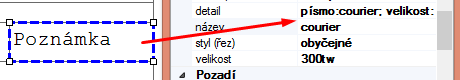 Poznámka
detail písmo:courier; velikost:
název courier
styl (řez) obyčejné
velikost 300tw
Pozadí